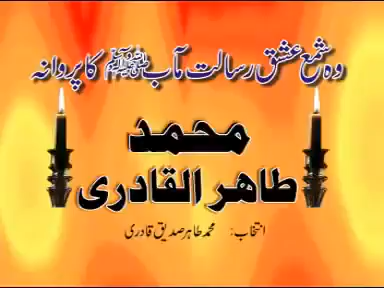 وہ شمع عشق رسالت مآب ﷺ کا پروانہ
محمد
طاہر القادری
انتخاب: محمد طاہر صدیق قادری